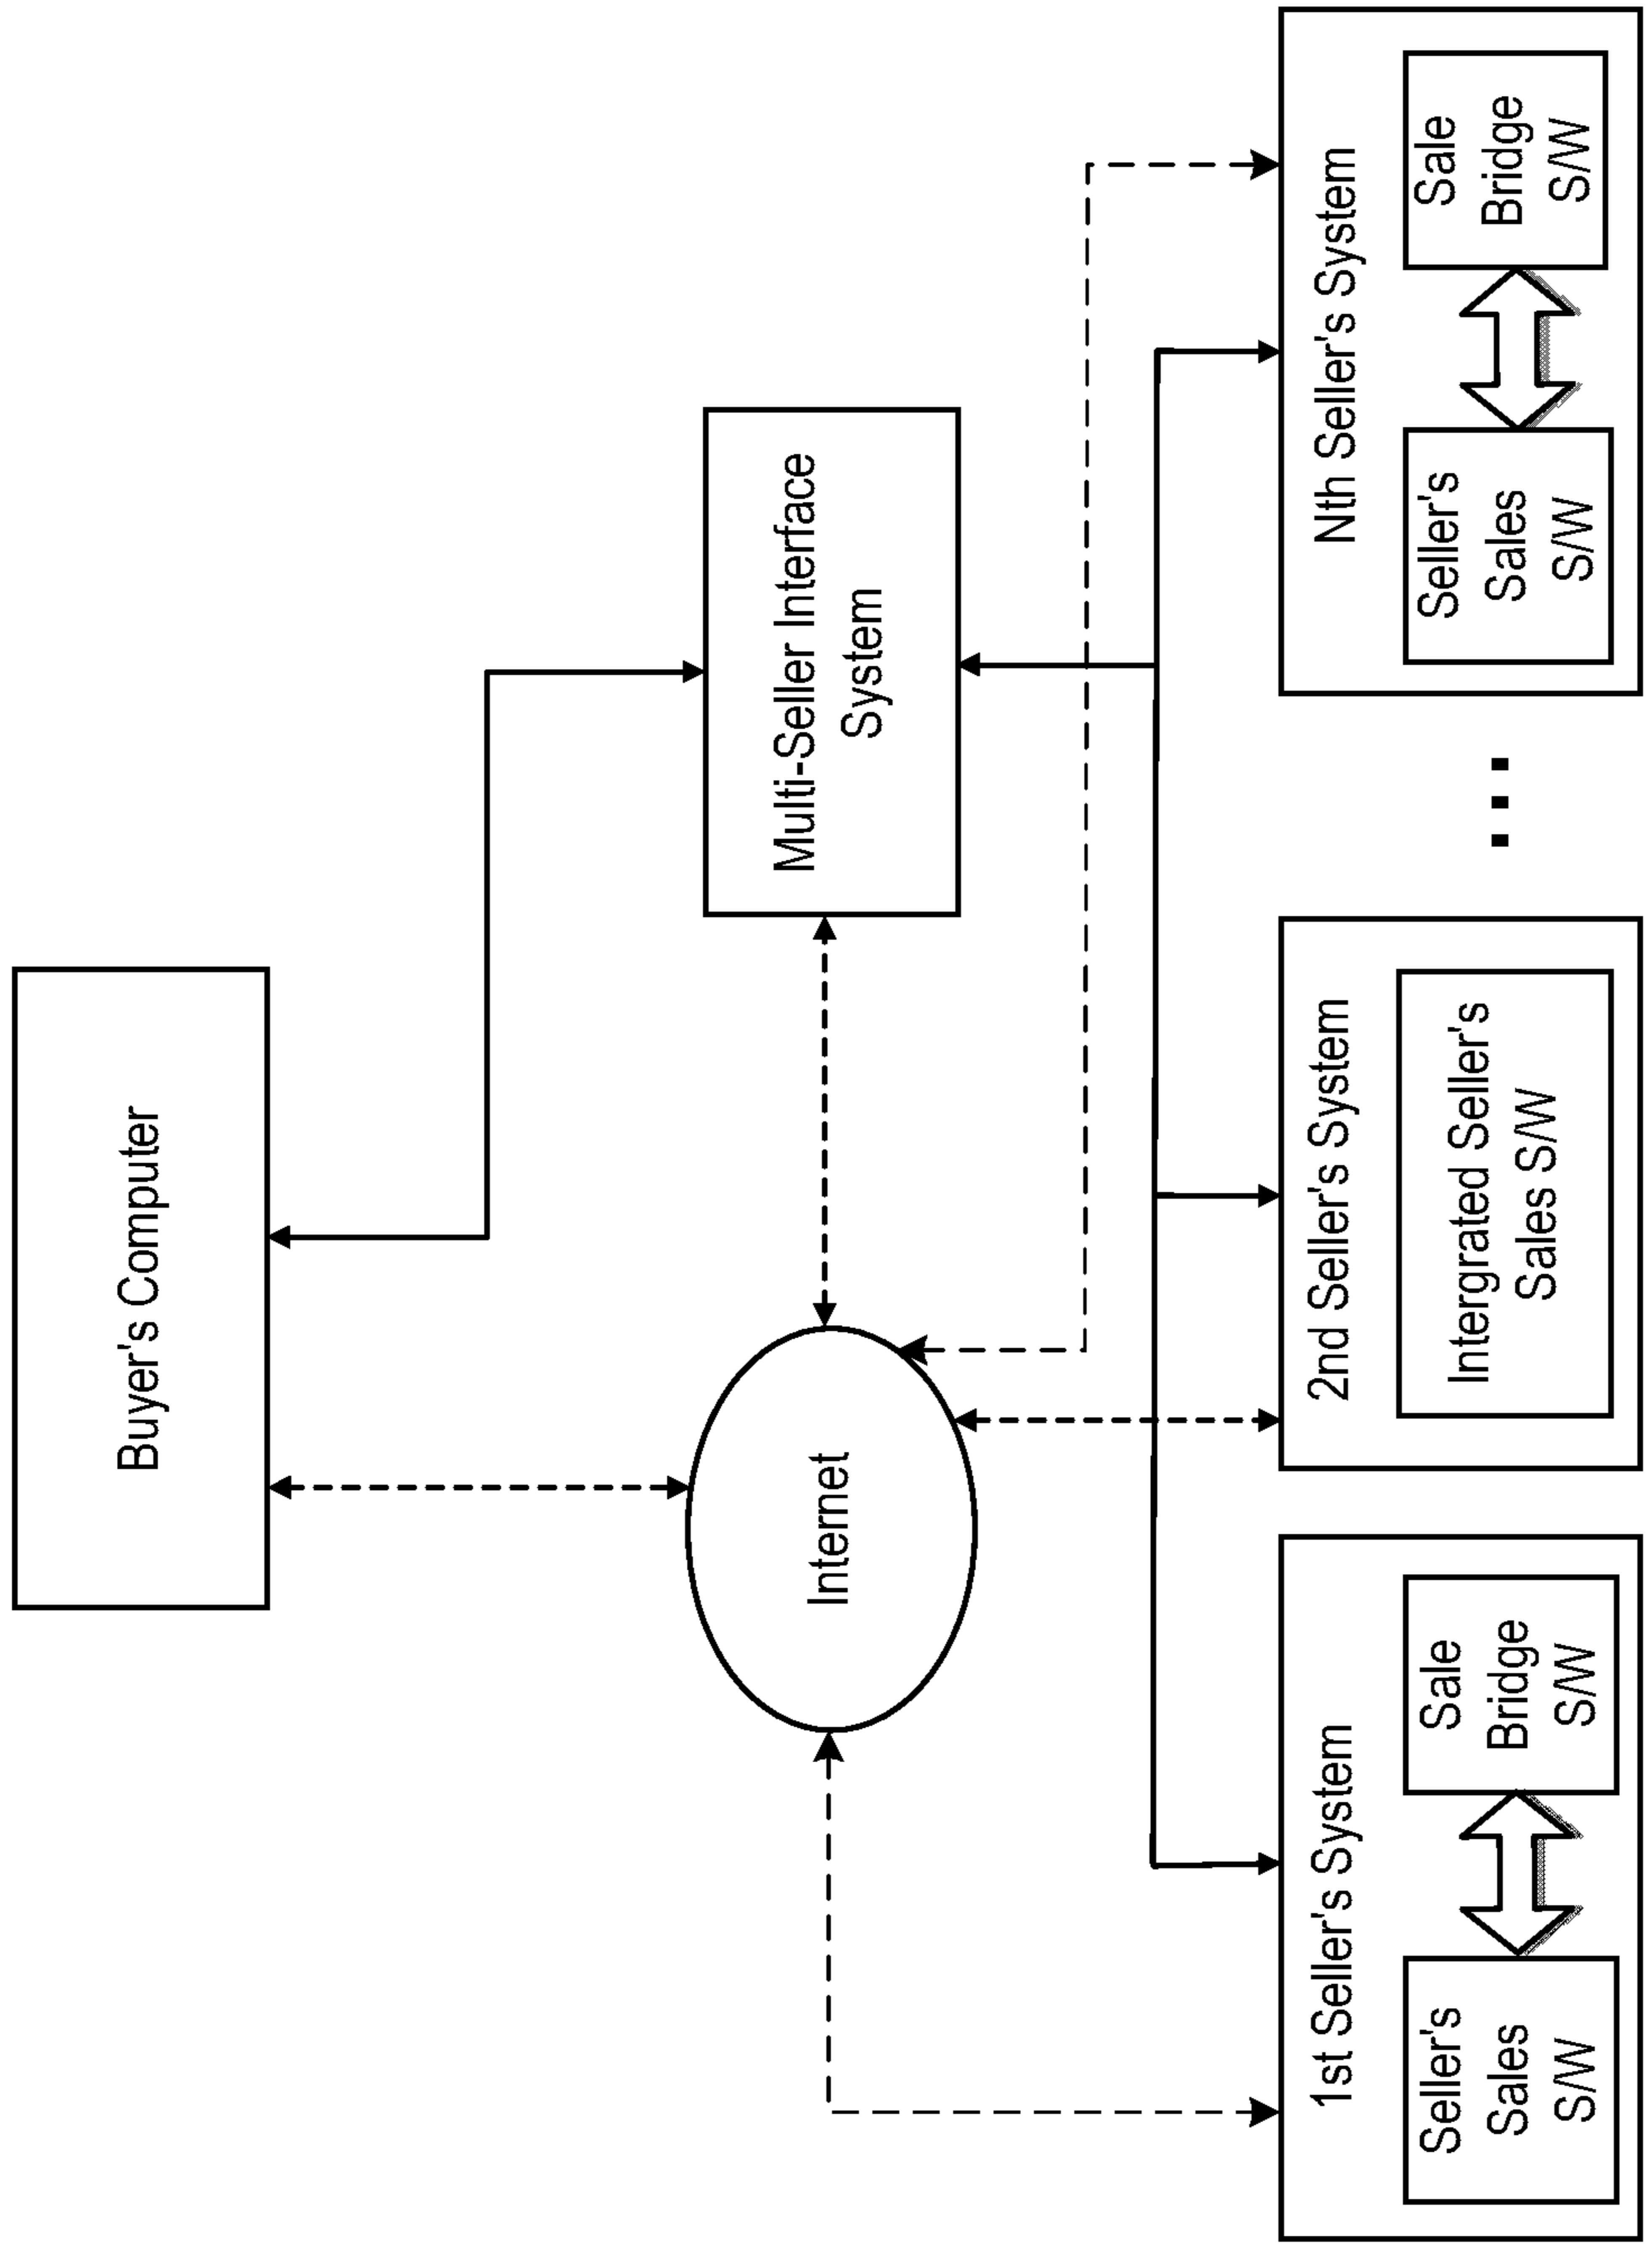 Buyer's Computer
Internet
Multi-Seller Interface
System
1st Seller's System
Seller's
Sales
S/W
Sale
Bridge
S/W
2nd Seller's System
Intergrated Seller's
Sales S/W
...
Nth Seller's System
Seller's
Sales
S/W
Sale
Bridge
S/W